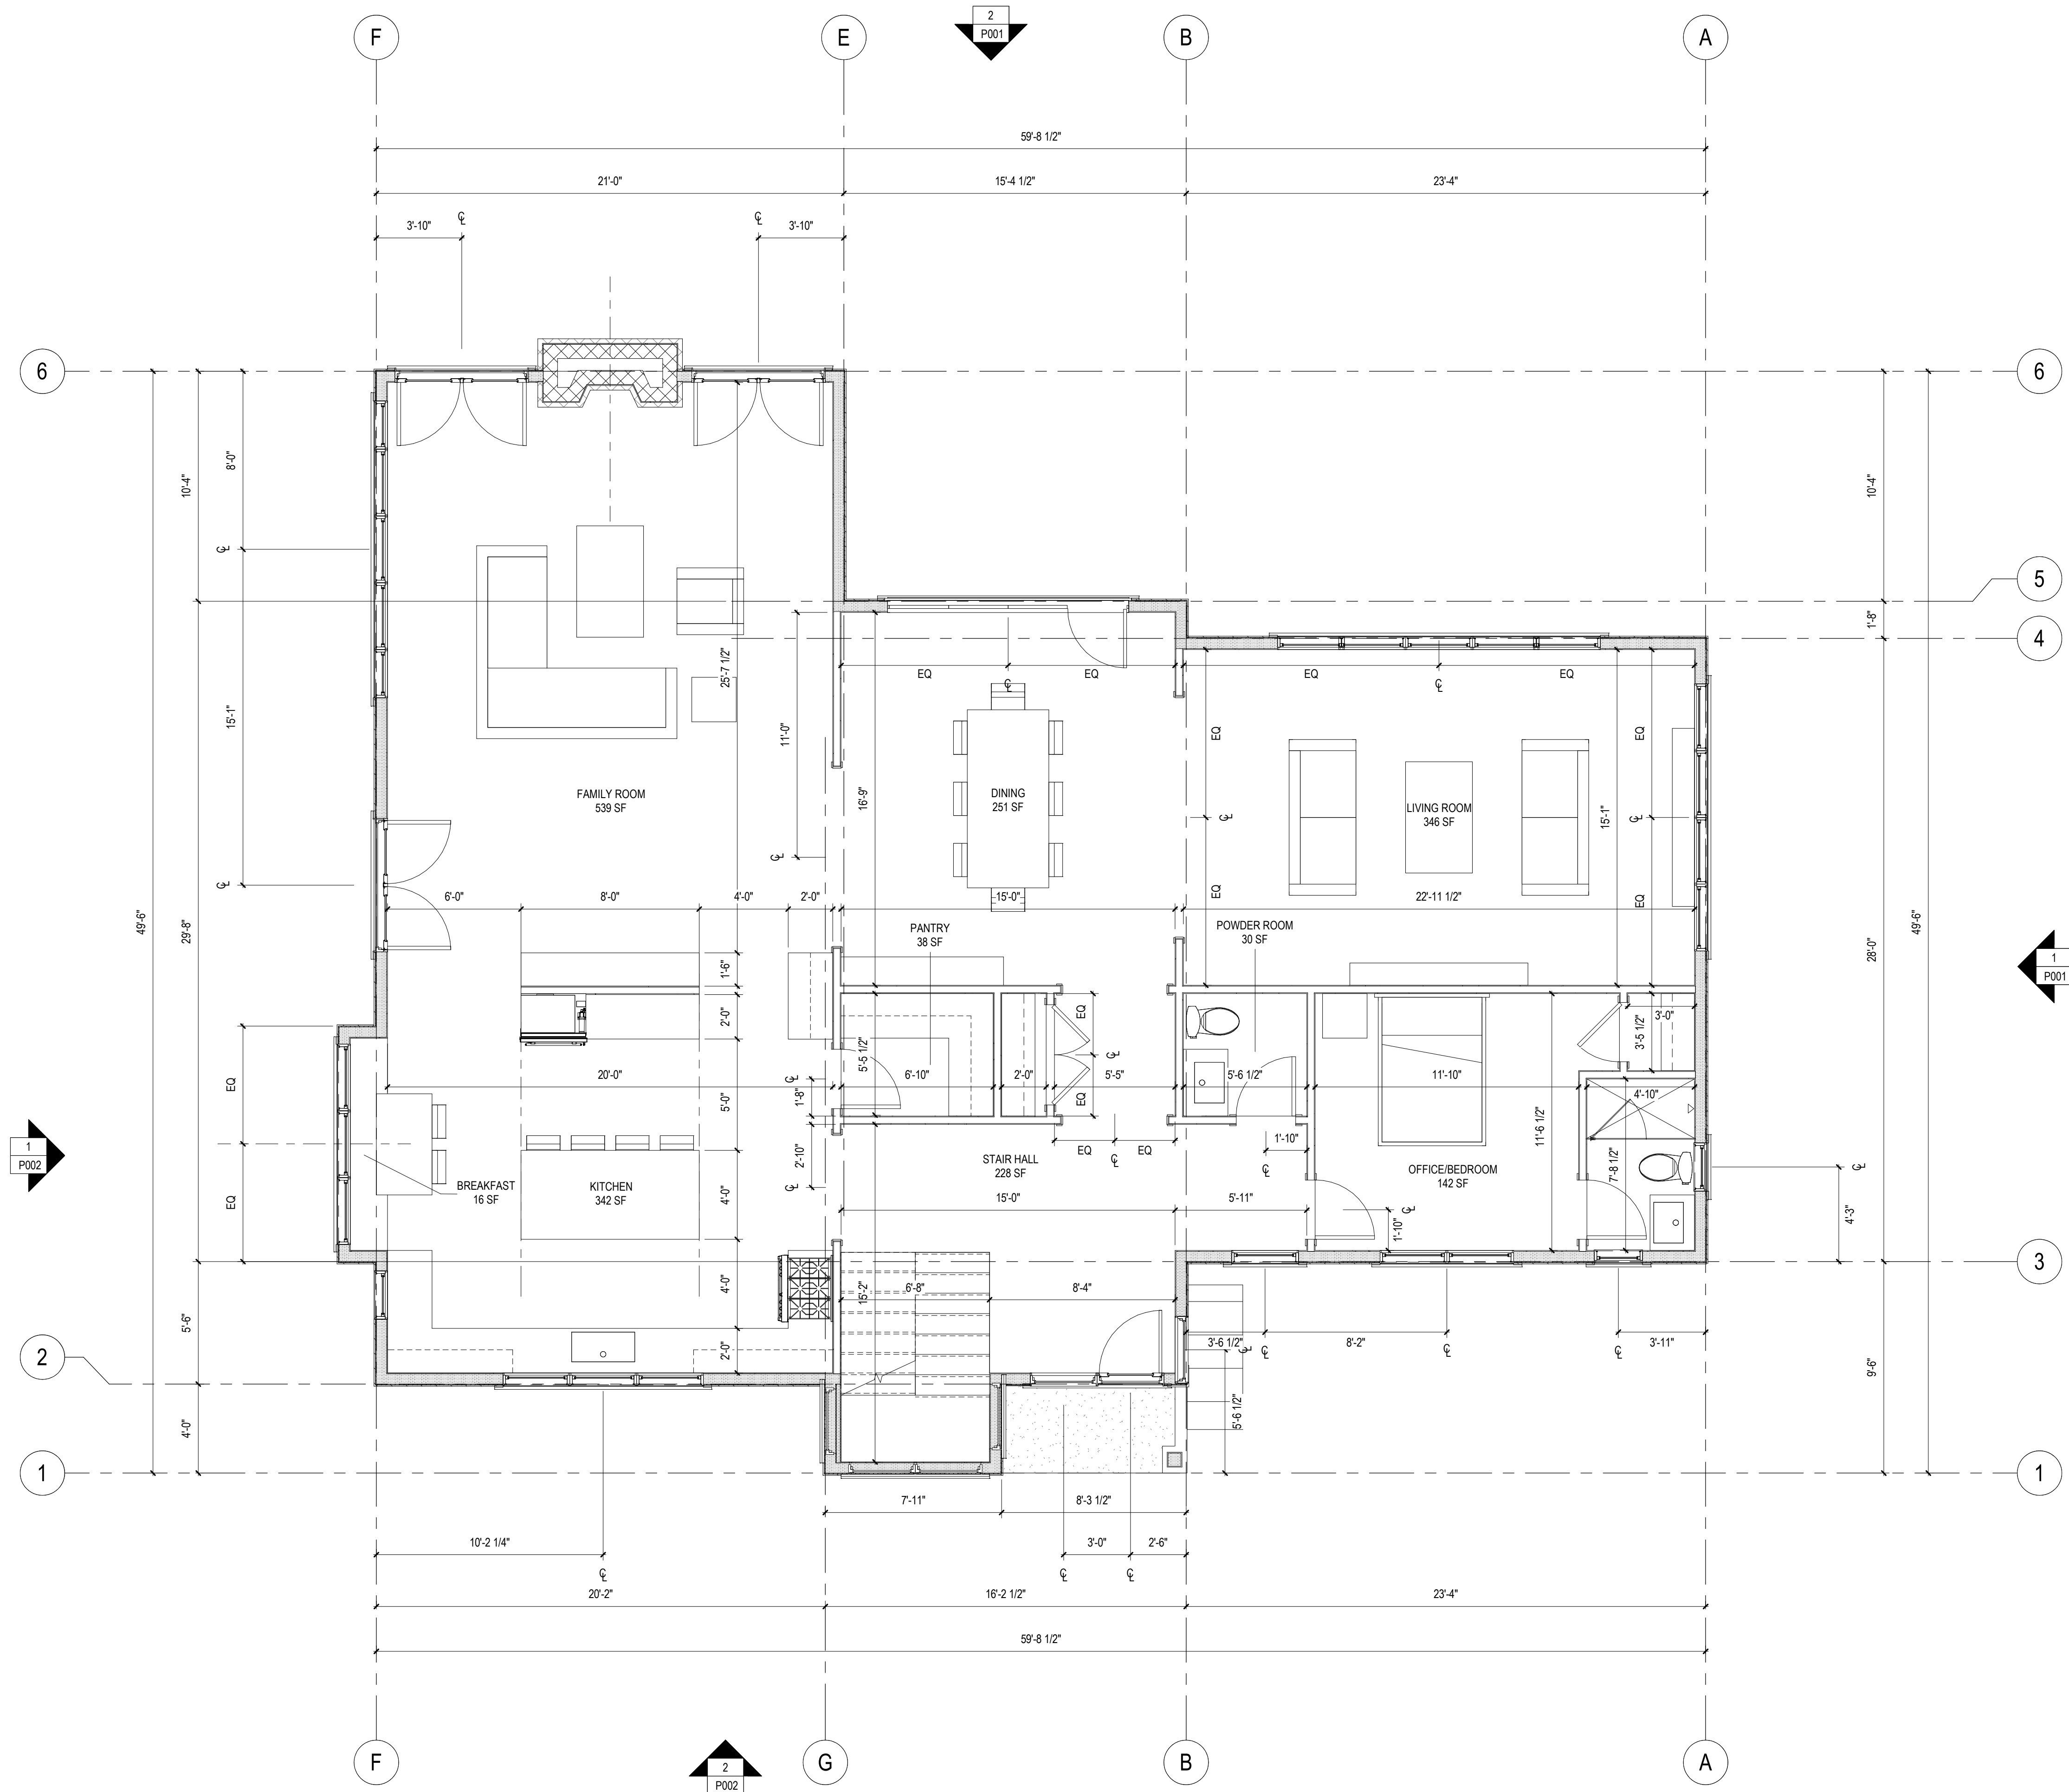 2
P001
F
E
B
A
59'-8 1/2"
21'-0"
15'-4 1/2"
23'-4"
3'-10"
℄
℄
3'-10"
6
6
8'-0"
10'-4"
10'-4"
℄
5
1'-8"
4
25'-7 1/2"
EQ
℄
EQ
EQ
℄
EQ
15'-1"
11'-0"
EQ
EQ
FAMILY ROOM
539 SF
16'-9"
DINING
251 SF
LIVING ROOM
346 SF
15'-1"
℄
℄
℄
℄
EQ
EQ
6'-0"
8'-0"
4'-0"
2'-0"
15'-0"
22'-11 1/2"
49'-6"
29'-8"
PANTRY
38 SF
POWDER ROOM
30 SF
28'-0"
49'-6"
1
P001
1'-6"
2'-0"
EQ
3'-0"
3'-5 1/2"
5'-5 1/2"
℄
EQ
20'-0"
5'-0"
℄
1'-8"
6'-10"
2'-0"
5'-5"
EQ
5'-6 1/2"
11'-10"
4'-10"
11'-6 1/2"
1
P002
2'-10"
℄
EQ
℄
EQ
1'-10"
℄
STAIR HALL
228 SF
OFFICE/BEDROOM
142 SF
7'-8 1/2"
℄
BREAKFAST
16 SF
KITCHEN
342 SF
4'-0"
EQ
15'-0"
5'-11"
℄
1'-10"
4'-3"
3
4'-0"
15'-2"
6'-8"
8'-4"
5'-6"
2
2'-0"
3'-6 1/2"
℄
℄
8'-2"
℄
℄
3'-11"
9'-6"
4'-0"
5'-6 1/2"
1
1
7'-11"
8'-3 1/2"
10'-2 1/4"
℄
3'-0"
2'-6"
℄
℄
20'-2"
16'-2 1/2"
23'-4"
59'-8 1/2"
F
G
B
A
2
P002